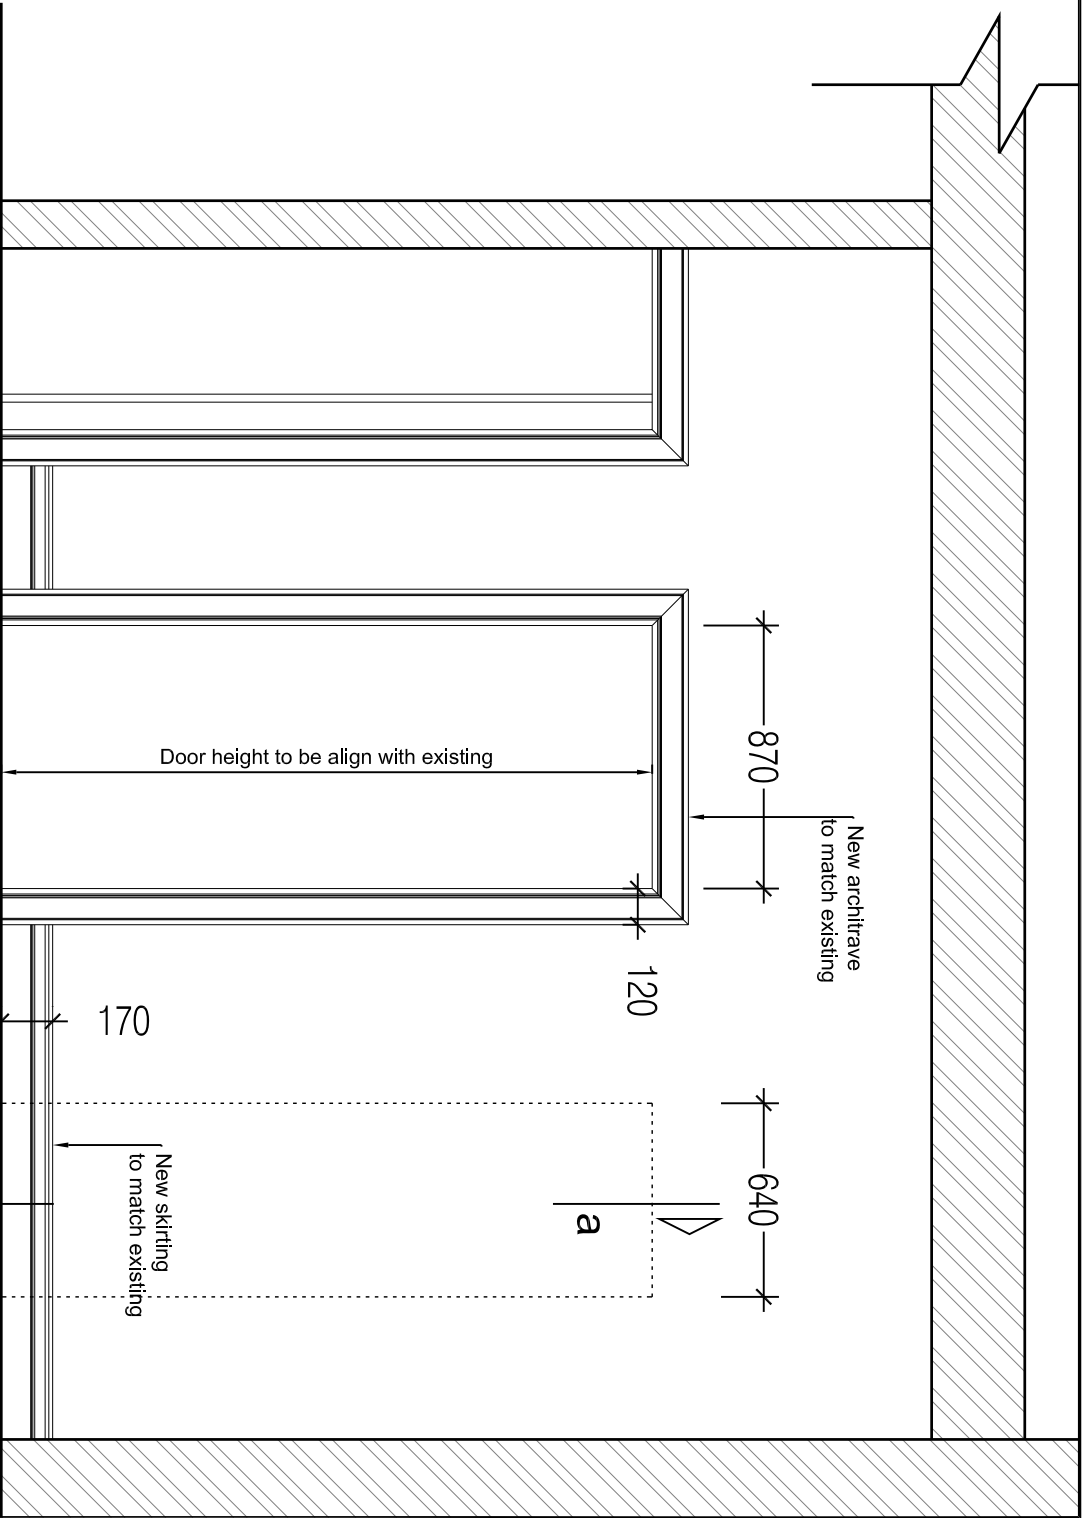 870
New architrave
to match existing
Door height to be align with existing
120
170
640
a
New skirting
to match existing